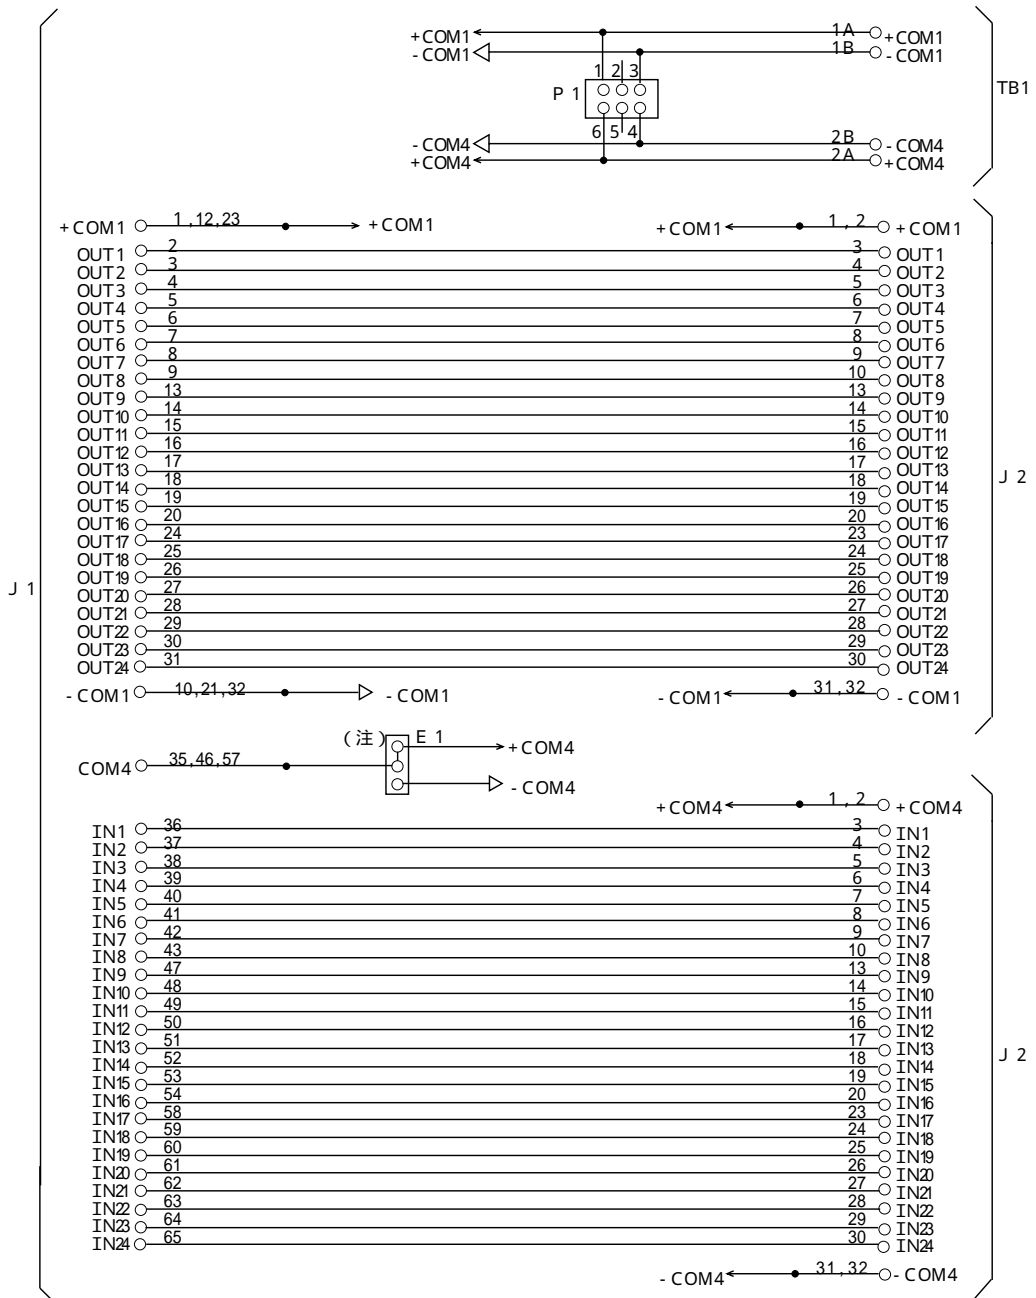 +COM1 1A +COM1
-COM1 1B -COM1
1 2 3
P1
TB1
6 5 4
-COM4 2B -COM4
+COM4 2A +COM4
+COM1 1,12,23 +COM1 +COM1 1,2 +COM1
OUT1 2 3 OUT1
OUT2 3 4 OUT2
OUT3 4 5 OUT3
OUT4 5 6 OUT4
OUT5 6 7 OUT5
OUT6 7 8 OUT6
OUT7 8 9 OUT7
OUT8 9 10 OUT8
OUT9 13 13 OUT9
OUT10 14 14 OUT10
OUT11 15 15 OUT11
OUT12 16 16 OUT12
OUT13 17 17 OUT13
J2
OUT14 18 18 OUT14
OUT15 19 19 OUT15
OUT16 20 20 OUT16
OUT17 24 23 OUT17
OUT18 25 24 OUT18
OUT19 26 25 OUT19
J1
OUT20 27 26 OUT20
OUT21 28 27 OUT21
OUT22 29 28 OUT22
OUT23 30 29 OUT23
OUT24 31 30 OUT24
-COM1 10,21,32 -COM1 -COM1 31,32 -COM1
(注) E1 +COM4
COM4 35,46,57
-COM4
+COM4 1,2 +COM4
IN1 36 3 IN1
IN2 37 4 IN2
IN3 38 5 IN3
IN4 39 6 IN4
IN5 40 7 IN5
IN6 41 8 IN6
IN7 42 9 IN7
IN8 43 10 IN8
IN9 47 13 IN9
IN10 48 14 IN10
IN11 49 15 IN11
IN12 50 16 IN12
IN13 51 17 IN13
J2
IN14 52 18 IN14
IN15 53 19 IN15
IN16 54 20 IN16
IN17 58 23 IN17
IN18 59 24 IN18
IN19 60 25 IN19
IN20 61 26 IN20
IN21 62 27 IN21
IN22 63 28 IN22
IN23 64 29 IN23
IN24 65 30 IN24
-COM4 31,32 -COM4